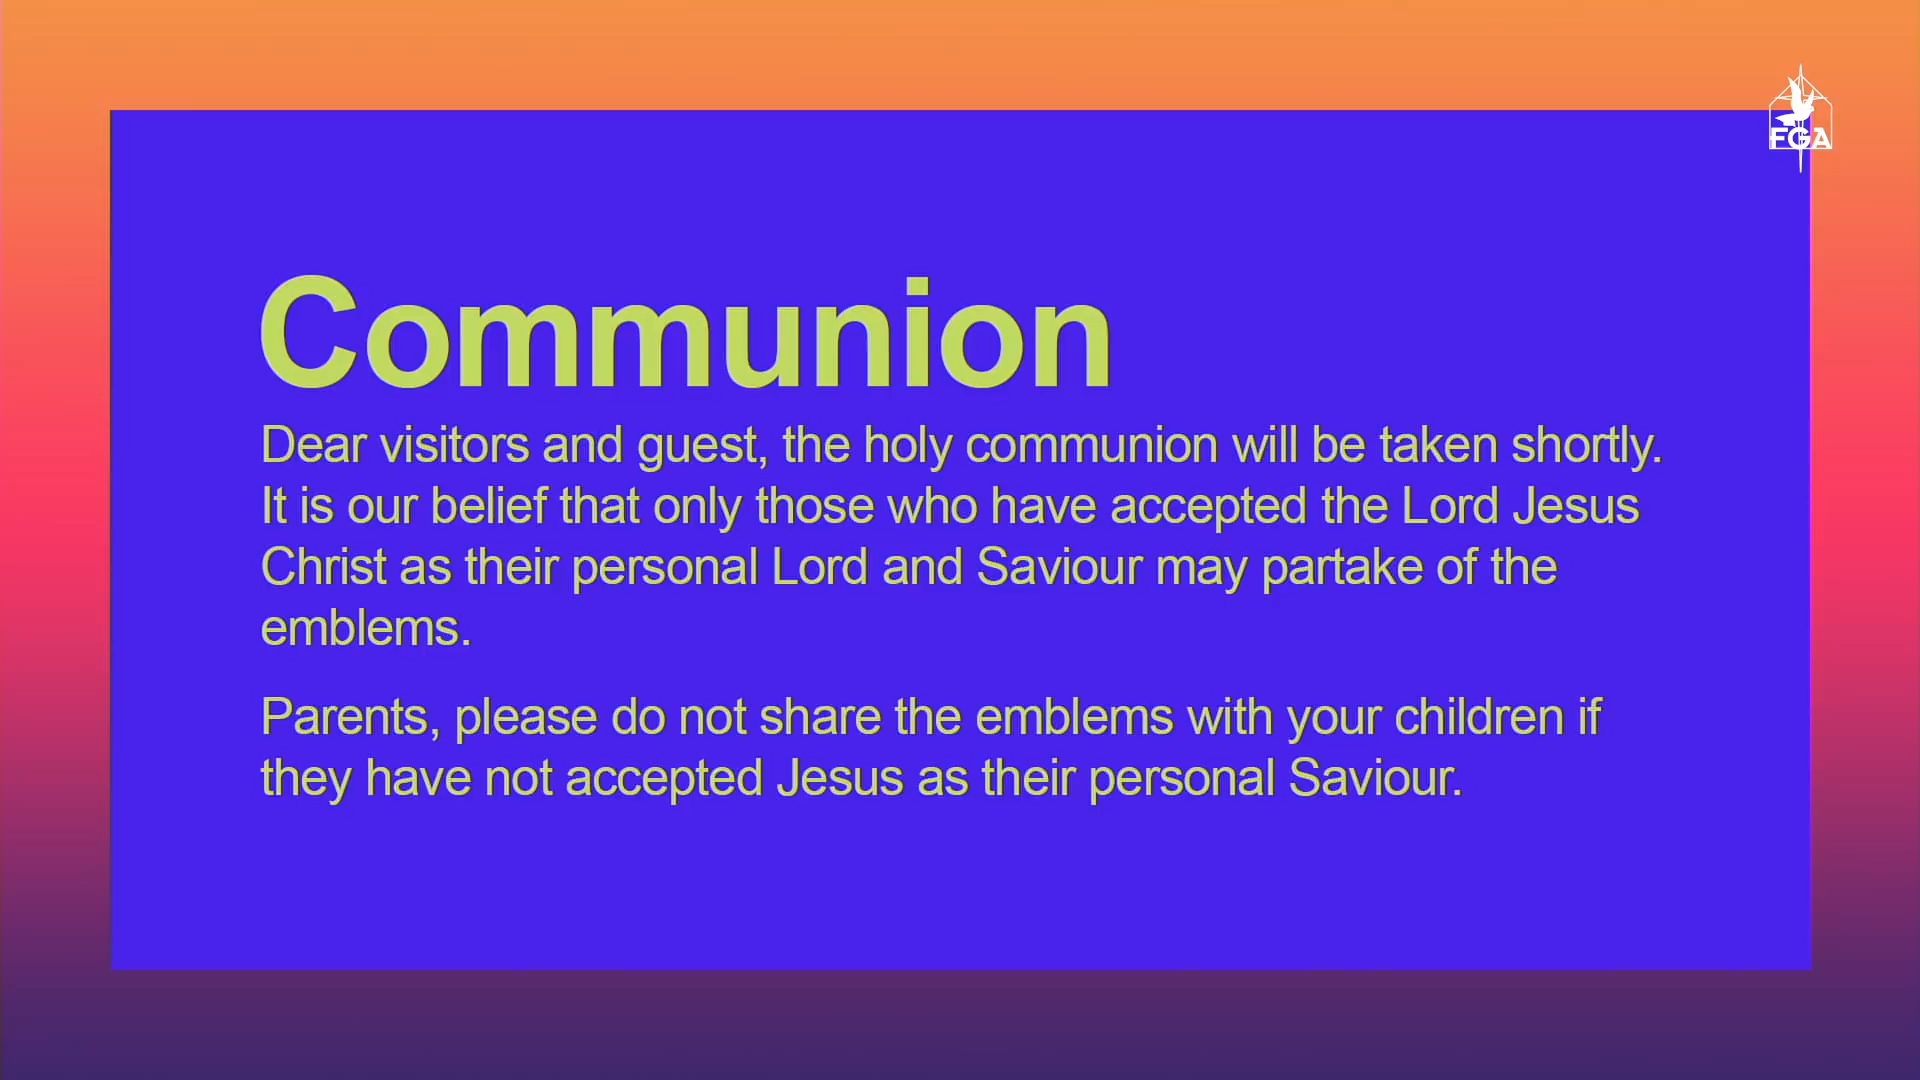 FGA
Communion
Dear visitors and guest, the holy communion will be taken shortly.
It is our belief that only those who have accepted the Lord Jesus
Christ as their personal Lord and Saviour may partake of the
emblems.
Parents, please do not share the emblems with your children if
they have not accepted Jesus as their personal Saviour.